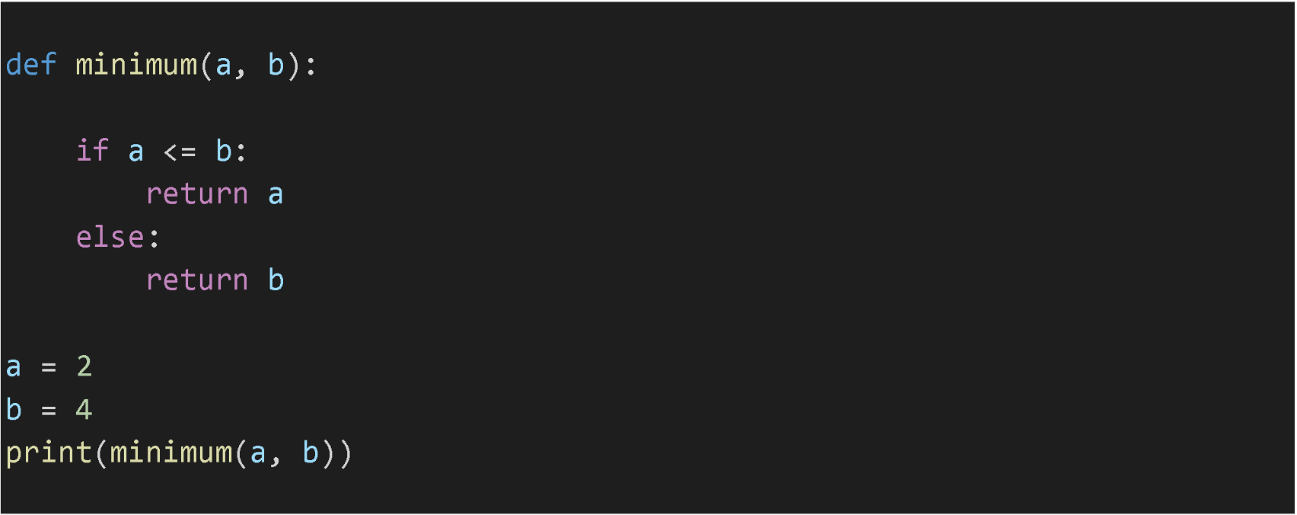 def minimum(a, b):
    if a <= b:
        return a
    else:
        return b
a = 2
b = 4
print(minimum(a, b))